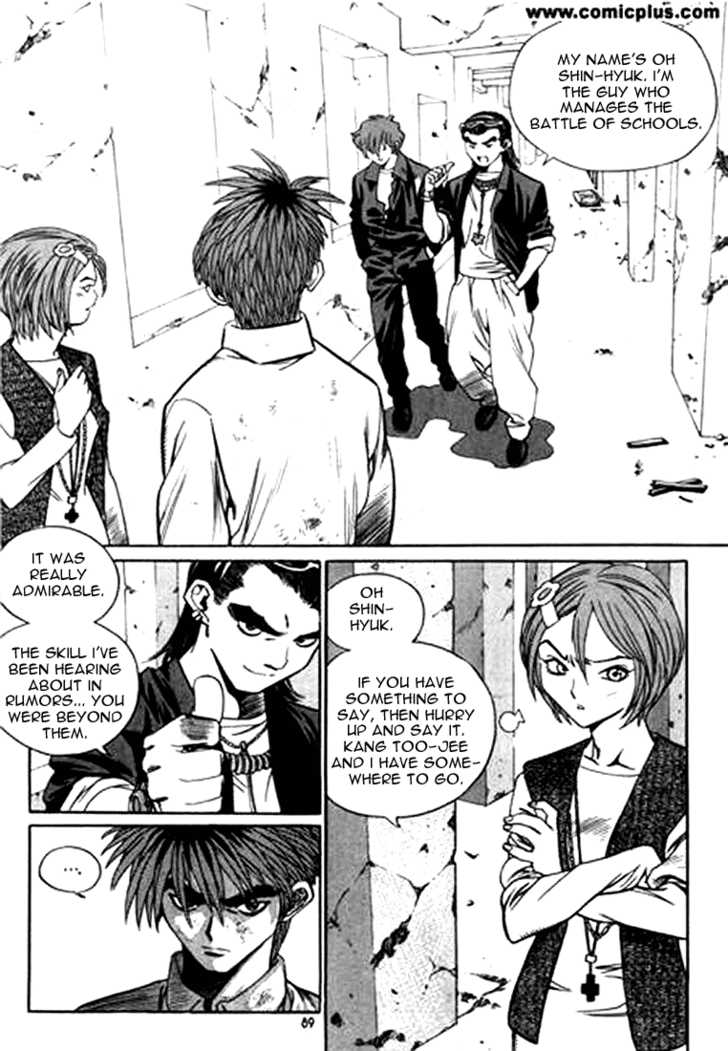 www.comicplus.com
MY NAME'S OH
SHIN-HYUK. I'M
THE GUY WHO
MANAGES THE
BATTLE OF SCHOOLS.
IT WAS
REALLY
ADMIRABLE.
THE SKILL I'VE
BEEN HEARING
ABOUT IN
RUMORS... YOU
WERE BEYOND
THEM.
OH
SHIN-
HYUK.
IF YOU HAVE
SOMETHING TO
SAY, THEN HURRY
UP AND SAY IT.
KANG TOO-JEE
AND I HAVE SOME-
WHERE TO GO.
...
69